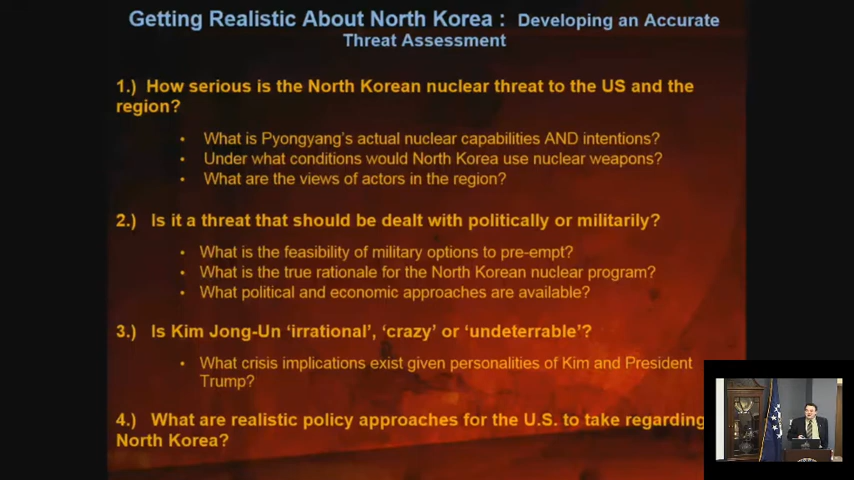 Getting Realistic About North Korea : Developing an Accurate
Threat Assessment
1.) How serious is the North Korean nuclear threat to the US and the
region?
• What is Pyongyang's actual nuclear capabilities AND intentions?
• Under what conditions would North Korea use nuclear weapons?
• What are the views of actors in the region?
2.) Is it a threat that should be dealt with politically or militarily?
• What is the feasibility of military options to pre-empt?
• What is the true rationale for the North Korean nuclear program?
• What political and economic approaches are available?
3.) Is Kim Jong-Un 'irrational', 'crazy' or 'undeterrable'?
• What crisis implications exist given personalities of Kim and President
Trump?
4.) What are realistic policy approaches for the U.S. to take regarding
North Korea?